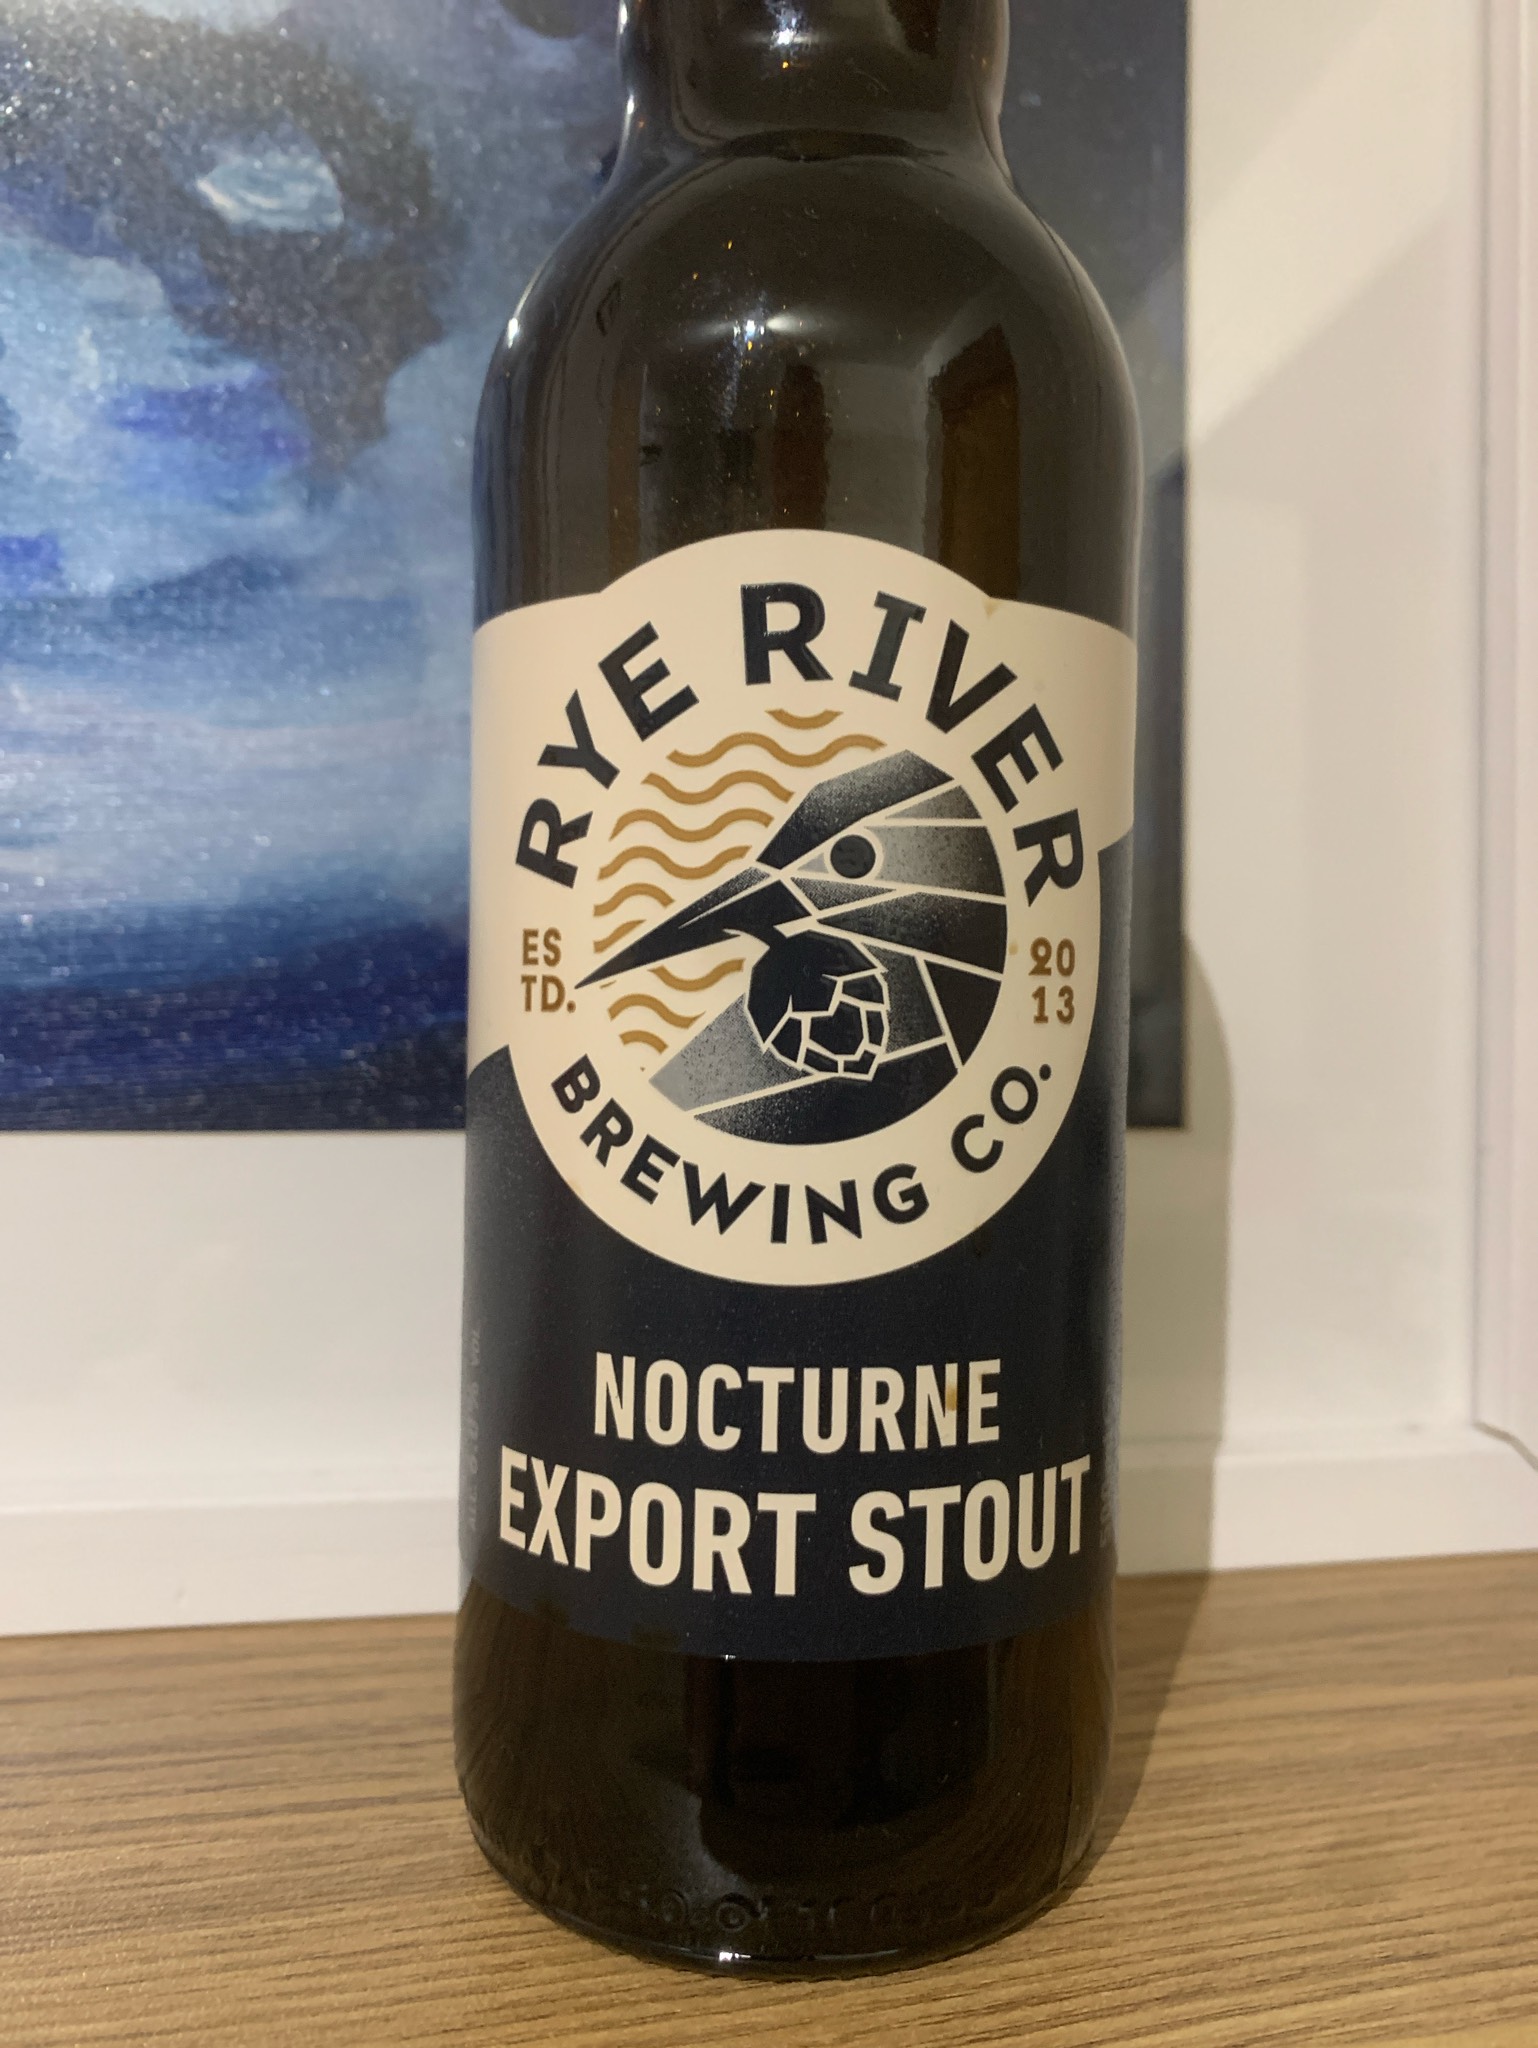 RYE RIVER
ES
TD.
20
13
BREWING CO.
NOCTURNE
EXPORT STOUT